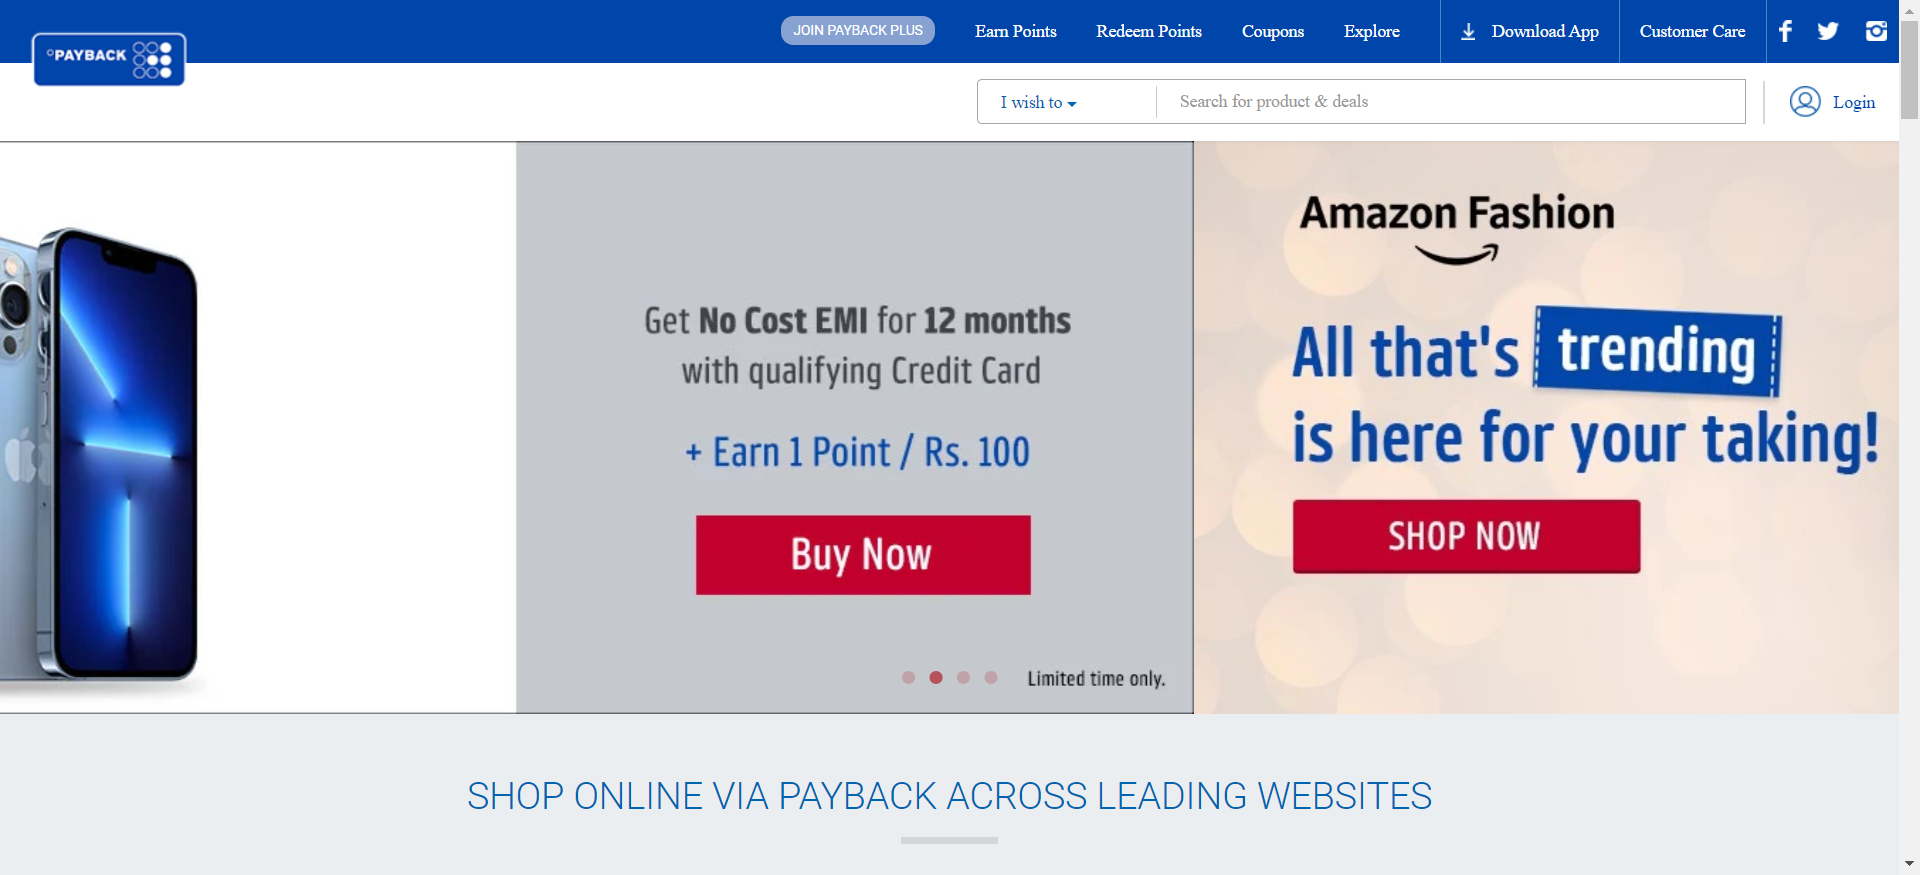 JOIN PAYBACK PLUS
Earn Points
Redeem Points
Coupons
Explore
Download App
Customer Care
PAYBACK
I wish to
Search for product & deals
Login
Get No Cost EMI for 12 months
with qualifying Credit Card
+ Earn 1 Point / Rs. 100
Buy Now
Limited time only.
Amazon Fashion
All that's trending
is here for your taking!
SHOP NOW
SHOP ONLINE VIA PAYBACK ACROSS LEADING WEBSITES